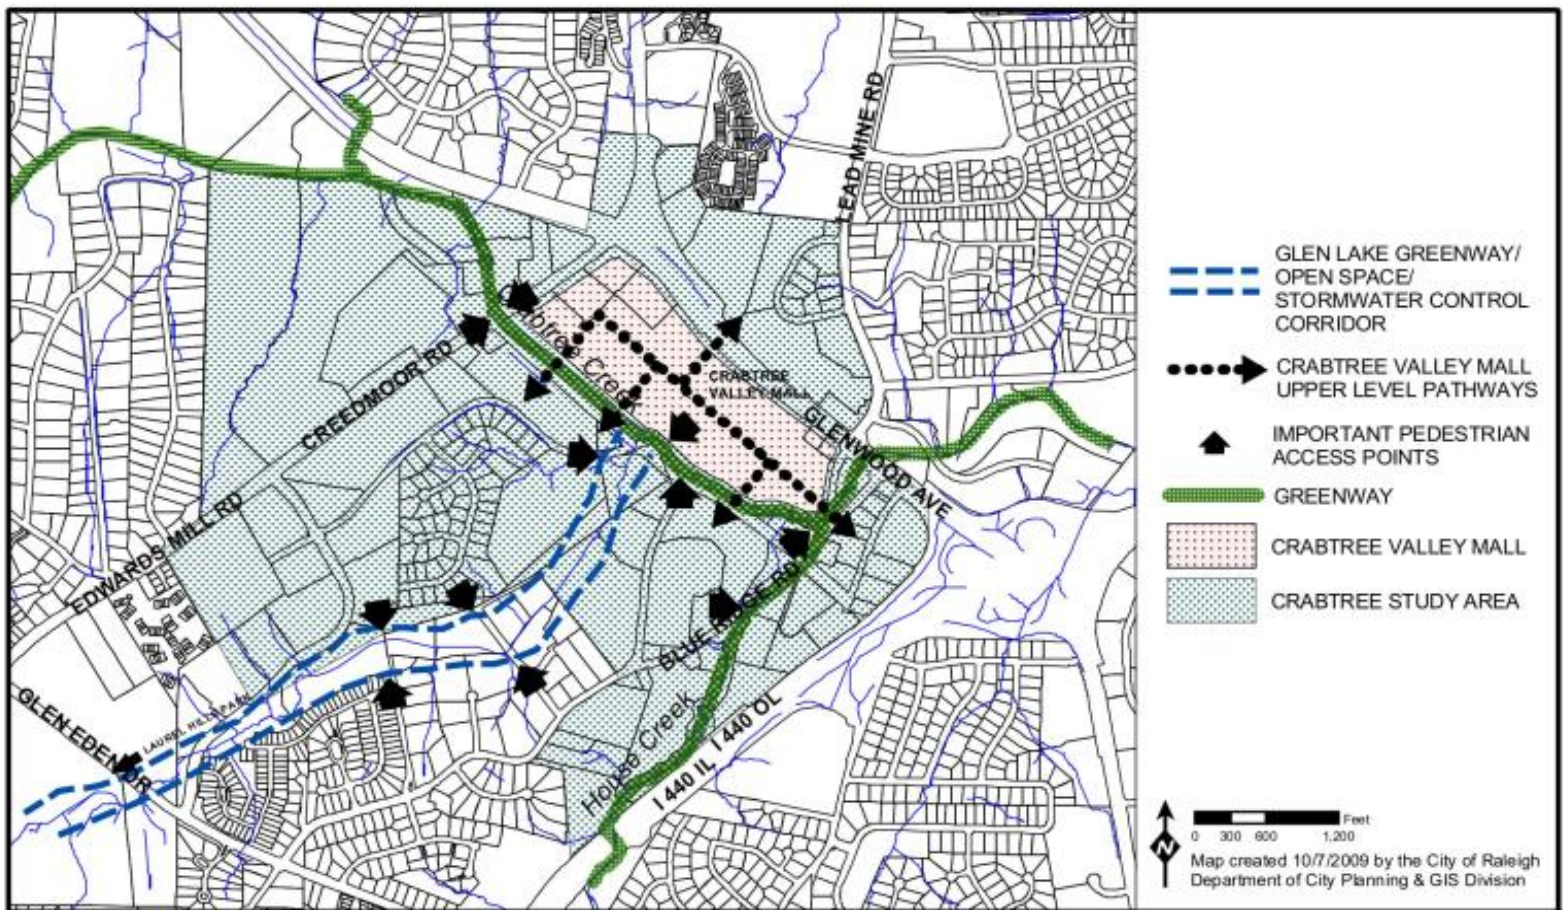 LEAD MINE RD
Crabtree Creek
CREEDMOOR RD
CRABTREE
VALLEY MALL
GLENWOOD AVE
EDWARDS MILL RD
BLUE RIDGE RD
LAUREL HILLS PARK
GLEN EDEN DR
House Creek
I 440 OL
I 440 IL
GLEN LAKE GREENWAY/
OPEN SPACE/
STORMWATER CONTROL
CORRIDOR
CRABTREE VALLEY MALL
UPPER LEVEL PATHWAYS
IMPORTANT PEDESTRIAN
ACCESS POINTS
GREENWAY
CRABTREE VALLEY MALL
CRABTREE STUDY AREA
N
Feet
0 300 600 1,200
Map created 10/7/2009 by the City of Raleigh
Department of City Planning & GIS Division